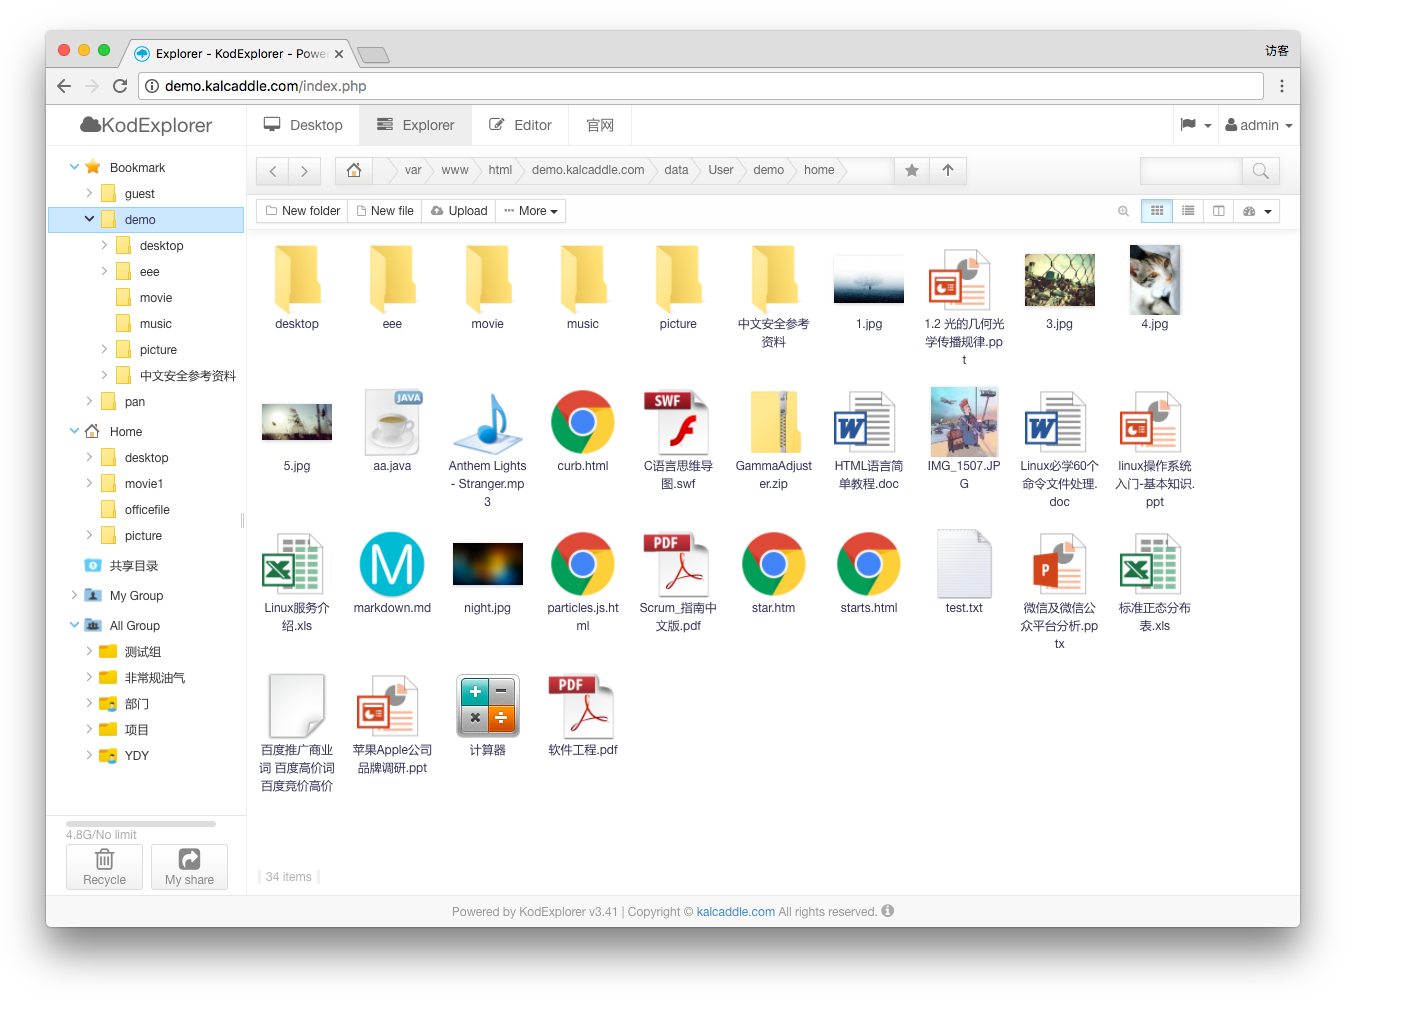 Explorer - KodExplorer - Powe
访客
demo.kalcaddle.com/index.php
KodExplorer
Desktop
Explorer
Editor
官网
admin
Bookmark
guest
demo
desktop
eee
movie
music
picture
中文安全参考资料
pan
Home
desktop
movie1
officefile
picture
共享目录
My Group
All Group
测试组
非常规油气
部门
项目
YDY
4.8G/No limit
Recycle
My share
var
www
html
demo.kalcaddle.com
data
User
demo
home
New folder
New file
Upload
More
desktop
eee
movie
music
picture
中文安全参考
资料
1.jpg
1.2 光的几何光
学传播规律.pp
t
3.jpg
4.jpg
5.jpg
JAVA
aa.java
Anthem Lights
- Stranger.mp
3
curb.html
SWF
C语言思维导
图.swf
GammaAdjust
er.zip
W
HTML语言简
单教程.doc
IMG_1507.JP
G
W
Linux必学60个
命令文件处理.
doc
linux操作系统
入门-基本知识.
ppt
X
Linux服务介
绍.xls
M
markdown.md
night.jpg
particles.js.ht
ml
PDF
Scrum_指南中
文版.pdf
star.htm
starts.html
test.txt
P
微信及微信公
众平台分析.pp
tx
X
标准正态分布
表.xls
百度推广商业
词 百度高价词
百度竞价高价
苹果Apple公司
品牌调研.ppt
计算器
PDF
软件工程.pdf
34 items
Powered by KodExplorer v3.41 | Copyright © kalcaddle.com All rights reserved.